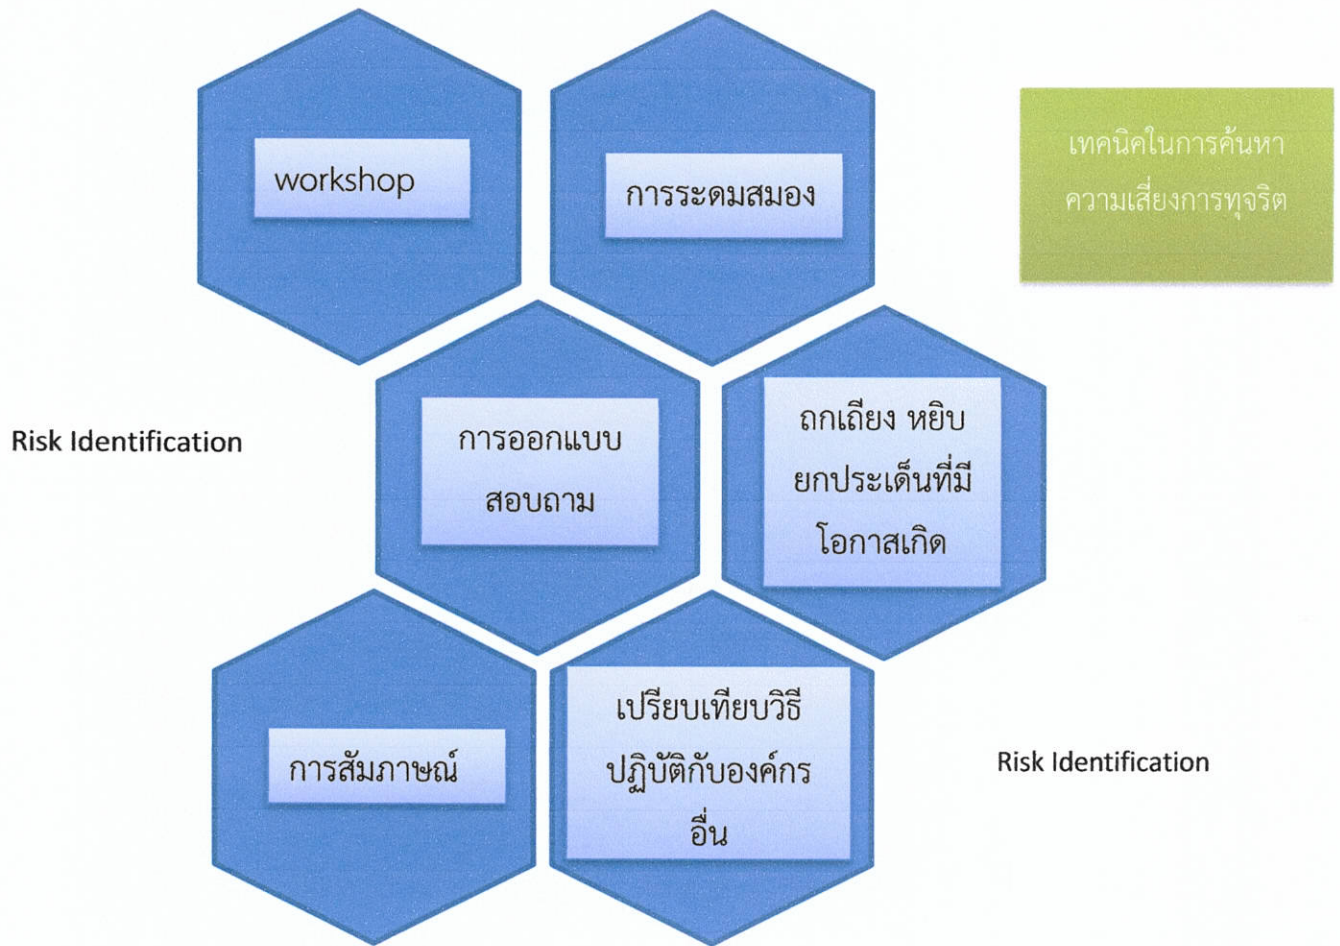 workshop
การระดมสมอง
เทคนิคในการค้นหา
ความเสี่ยงการทุจริต
Risk Identification
การออกแบบ
สอบถาม
ถกเถียง หยิบ
ยกประเด็นที่มี
โอกาสเกิด
การสัมภาษณ์
เปรียบเทียบวิธี
ปฏิบัติกับองค์กร
อื่น
Risk Identification